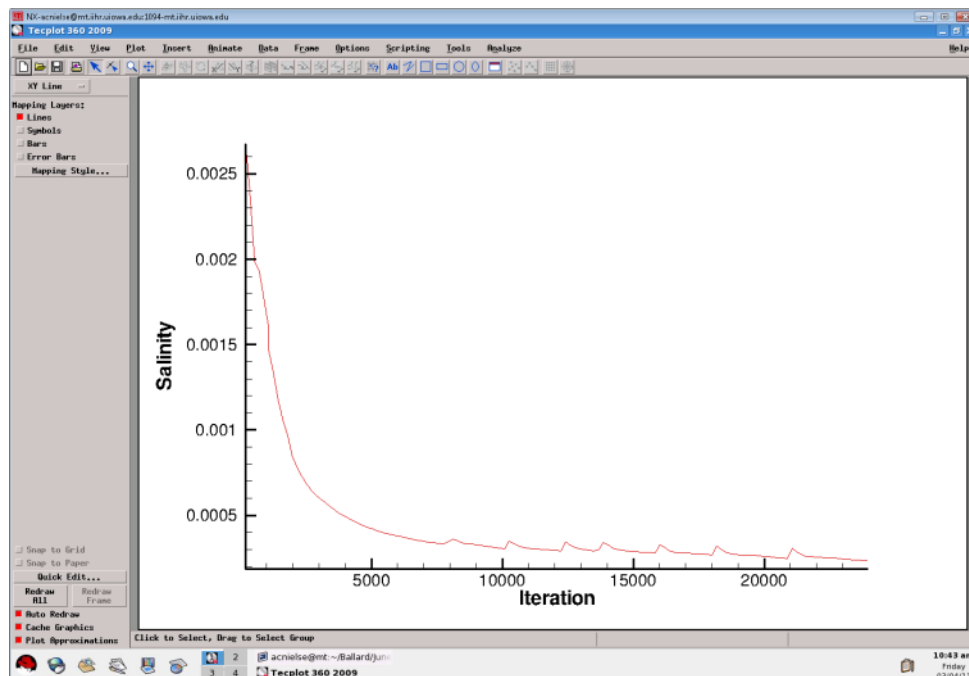 NX-acnielse@mt.iihr.uiowa.edu:1094-mt.iihr.uiowa.edu
Tecplot 360 2009
File Edit View Plot Insert Animate Data Frame Options Scripting Tools Analyze Help
XY Line
Mapping Layers:
Lines
Symbols
Bars
Error Bars
Mapping Style...
Ab
0.0025
0.002
0.0015
0.001
0.0005
Salinity
5000 10000 15000 20000
Iteration
Snap to Grid
Snap to Paper
Quick Edit...
Redraw All
Redraw Frame
Auto Redraw
Cache Graphics
Plot Approximations
Click to Select, Drag to Select Group
2
3 4
acnielse@mt:~/Ballard/June
Tecplot 360 2009
10:43 am
Friday